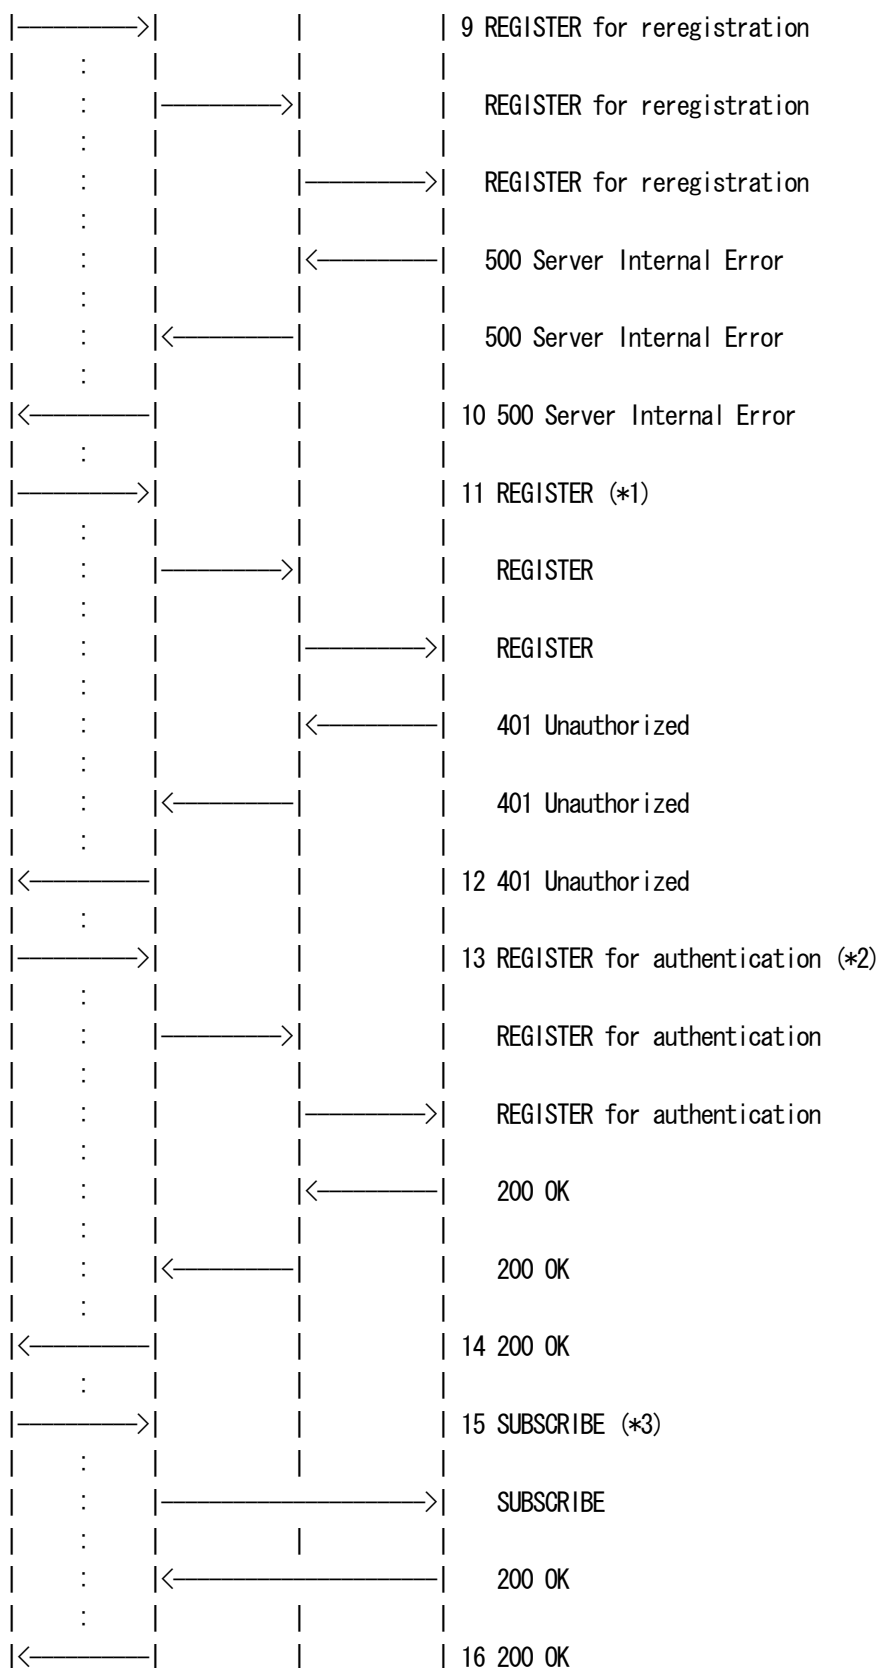 9 REGISTER for reregistration
REGISTER for reregistration
REGISTER for reregistration
500 Server Internal Error
500 Server Internal Error
10 500 Server Internal Error
11 REGISTER (*1)
REGISTER
REGISTER
401 Unauthorized
401 Unauthorized
12 401 Unauthorized
13 REGISTER for authentication (*2)
REGISTER for authentication
REGISTER for authentication
200 OK
200 OK
14 200 OK
15 SUBSCRIBE (*3)
SUBSCRIBE
200 OK
16 200 OK